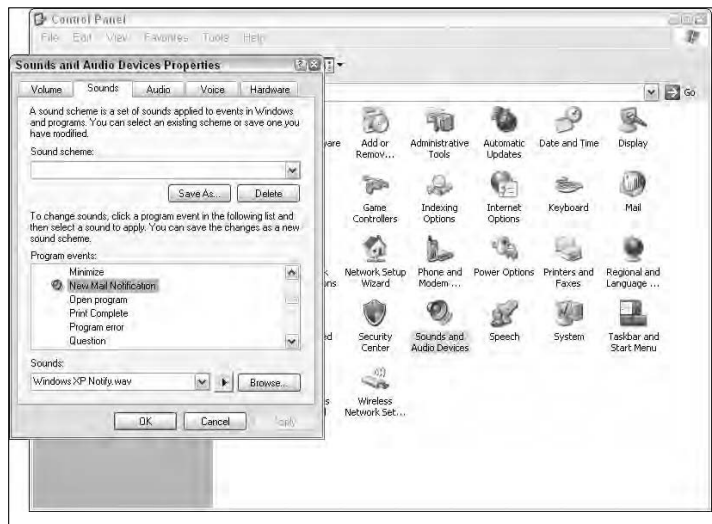 Control Panel
File Edit View Favorites Tools Help
Sounds and Audio Devices Properties
Go
Volume Sounds Audio Voice Hardware
A sound scheme is a set of sounds applied to events in Windows
and programs. You can select an existing scheme or save one you
have modified.
Sound scheme:
Save As... Delete
To change sounds, click a program event in the following list and
then select a sound to apply. You can save the changes as a new
sound scheme.
Program events:
Minimize
New Mail Notification
Open program
Print Complete
Program error
Question
Sounds:
Windows XP Notify.wav
Browse...
OK Cancel Apply
Add or
Remov...
Administrative
Tools
Automatic
Updates
Date and Time
Display
Game
Controllers
Indexing
Options
Internet
Options
Keyboard
Mail
Network Setup
Wizard
Phone and
Modem ...
Power Options
Printers and
Faxes
Regional and
Language ...
Security
Center
Sounds and
Audio Devices
Speech
System
Taskbar and
Start Menu
Wireless
Network Set...